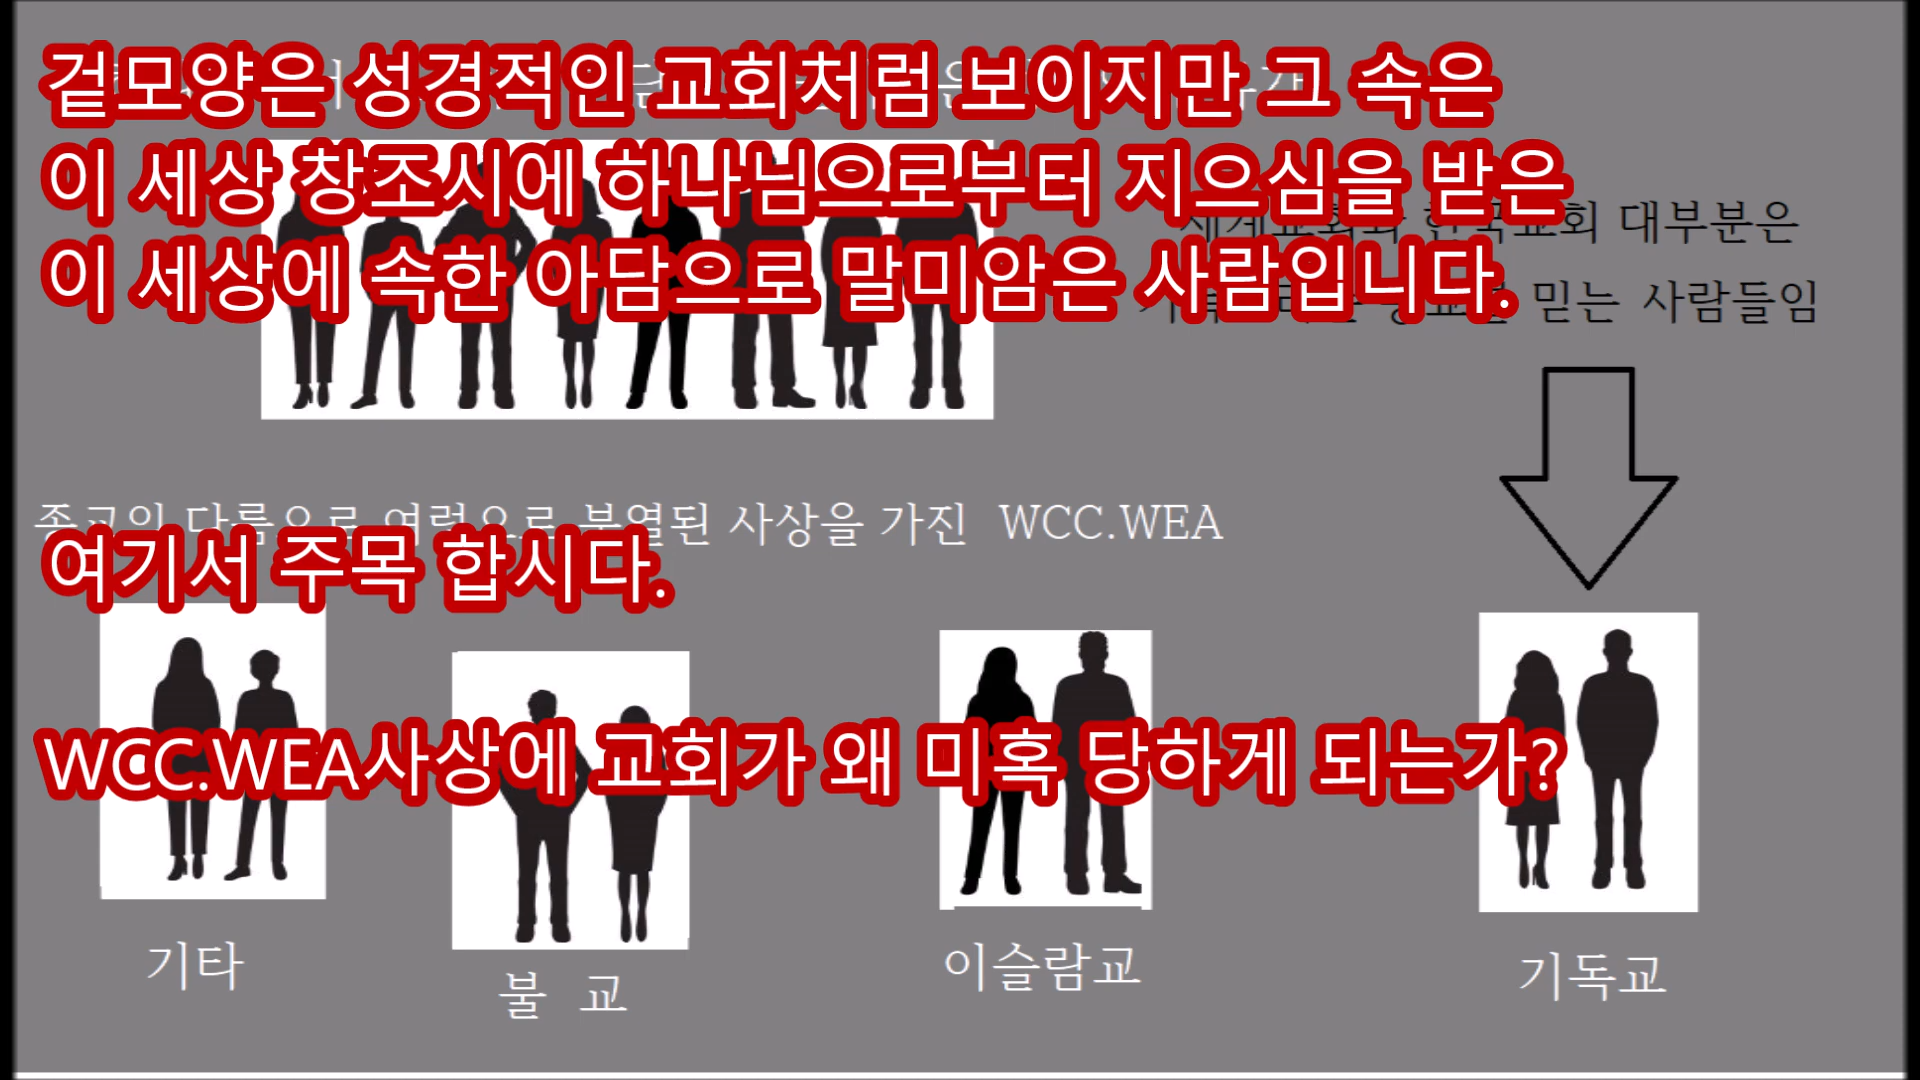 겉모양은 성경적인 교회처럼 보이지만 그 속은
이 세상 창조시에 하나님으로부터 지으심을 받은
이 세상에 속한 아담으로 말미암은 사람입니다.
세계교회와 한국교회 대부분은
믿는 사람들임
종교의 다름으로 여럿으로 분열된 사상을 가진 WCC.WEA
여기서 주목 합시다.
WCC.WEA사상에 교회가 왜 미혹 당하게 되는가?
기타
불 교
이슬람교
기독교